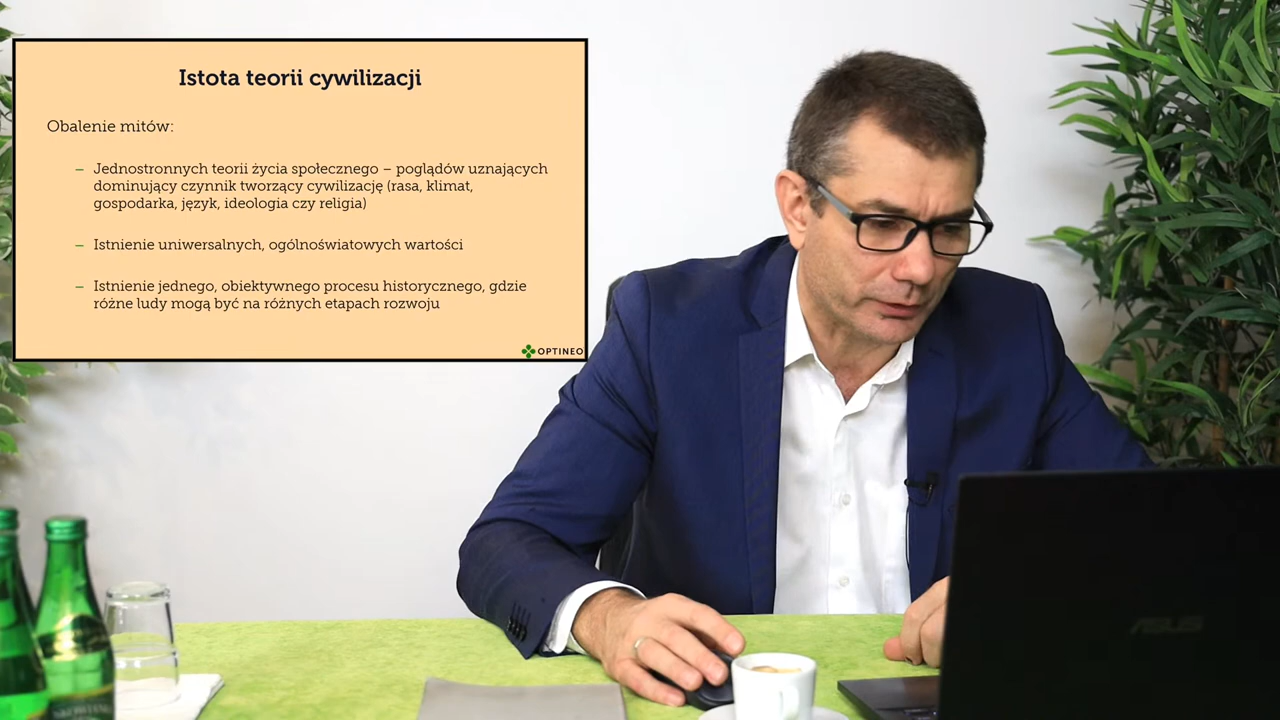 Istota teorii cywilizacji
Obalenie mitów:
– Jednostronnych teorii życia społecznego – poglądów uznających
dominujący czynnik tworzący cywilizację (rasa, klimat,
gospodarka, język, ideologia czy religia)
– Istnienie uniwersalnych, ogólnoświatowych wartości
– Istnienie jednego, obiektywnego procesu historycznego, gdzie
różne ludy mogą być na różnych etapach rozwoju
OPTINEO
ASUS